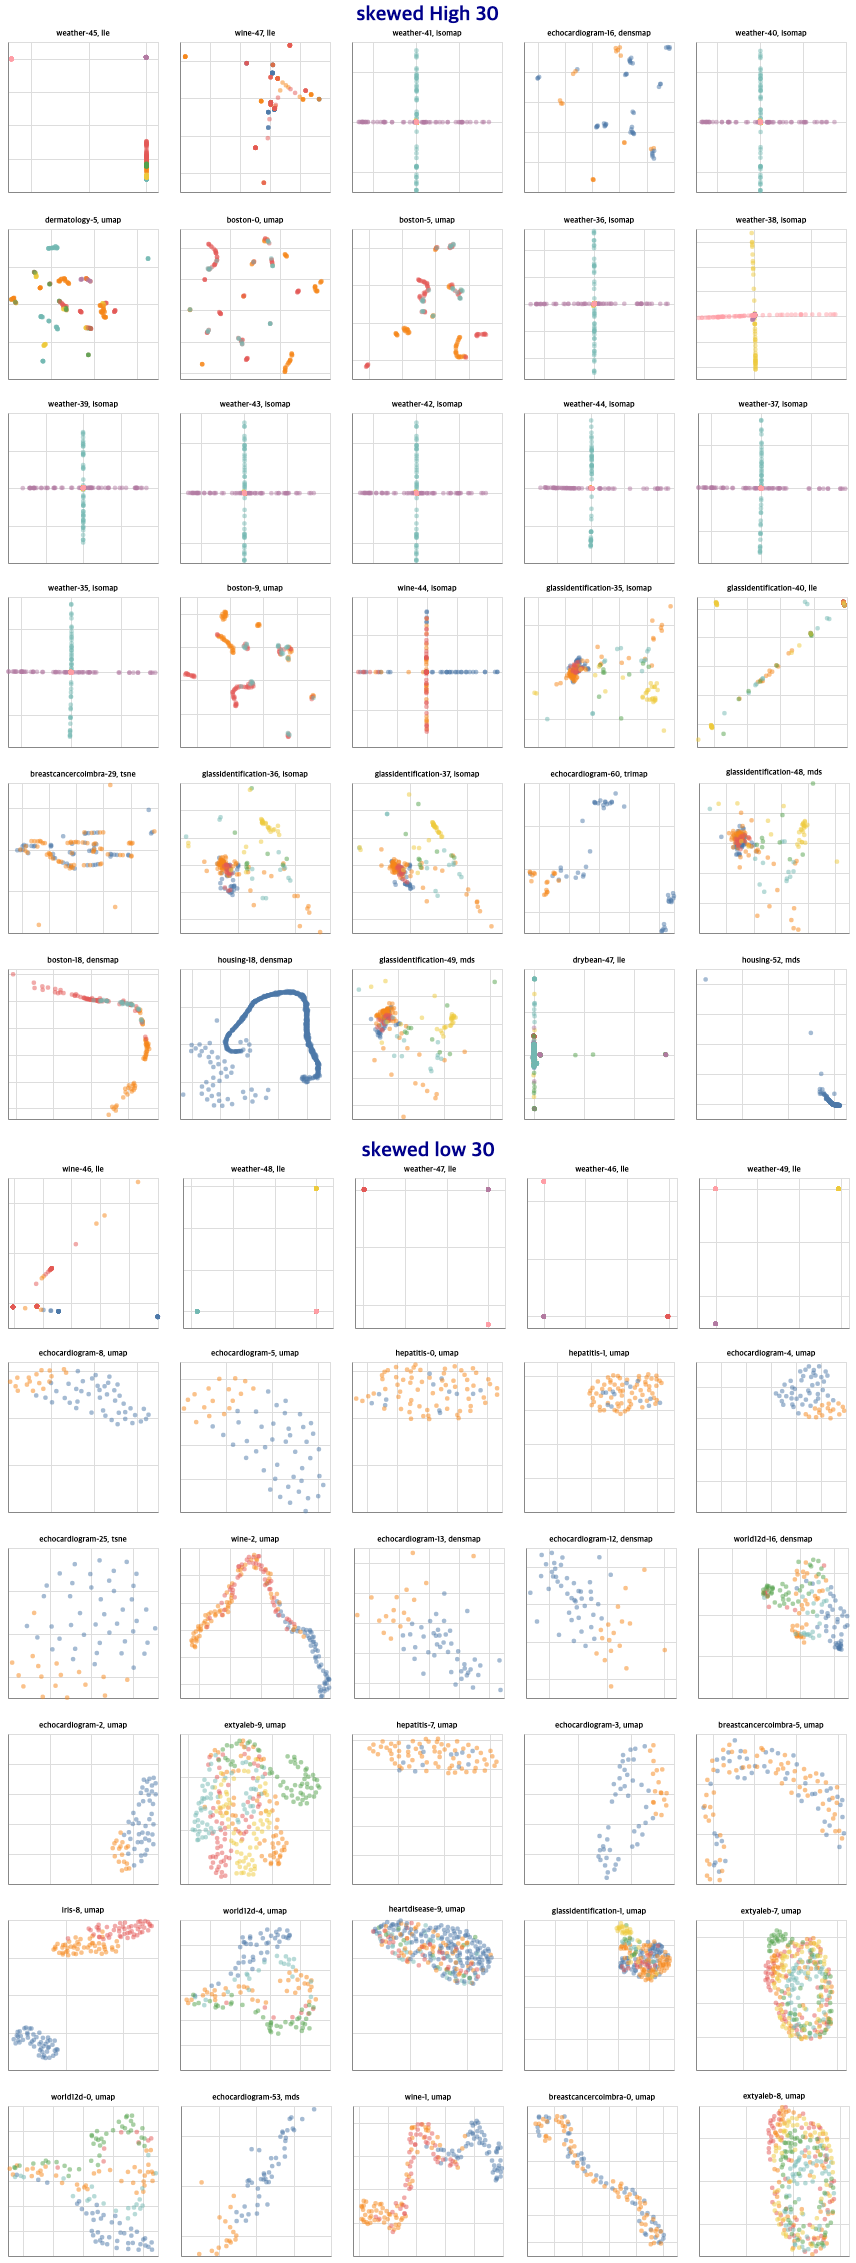 skewed High 30
weather-45, lle
wine-47, lle
weather-41, isomap
echocardiogram-16, densmap
weather-40, isomap
dermatology-5, umap
boston-0, umap
boston-5, umap
weather-36, isomap
weather-38, isomap
weather-39, isomap
weather-43, isomap
weather-42, isomap
weather-44, isomap
weather-37, isomap
weather-35, isomap
boston-9, umap
wine-44, isomap
glassidentification-35, isomap
glassidentification-40, lle
breastcancercoimbra-29, tsne
glassidentification-36, isomap
glassidentification-37, isomap
echocardiogram-60, trimap
glassidentification-48, mds
boston-18, densmap
housing-18, densmap
glassidentification-49, mds
drybean-47, lle
housing-52, mds
skewed low 30
wine-46, lle
weather-48, lle
weather-47, lle
weather-46, lle
weather-49, lle
echocardiogram-8, umap
echocardiogram-5, umap
hepatitis-0, umap
hepatitis-1, umap
echocardiogram-4, umap
echocardiogram-25, tsne
wine-2, umap
echocardiogram-13, densmap
echocardiogram-12, densmap
world12d-16, densmap
echocardiogram-2, umap
extyaleb-9, umap
hepatitis-7, umap
echocardiogram-3, umap
breastcancercoimbra-5, umap
iris-8, umap
world12d-4, umap
heartdisease-9, umap
glassidentification-1, umap
extyaleb-7, umap
world12d-0, umap
echocardiogram-53, mds
wine-1, umap
breastcancercoimbra-0, umap
extyaleb-8, umap